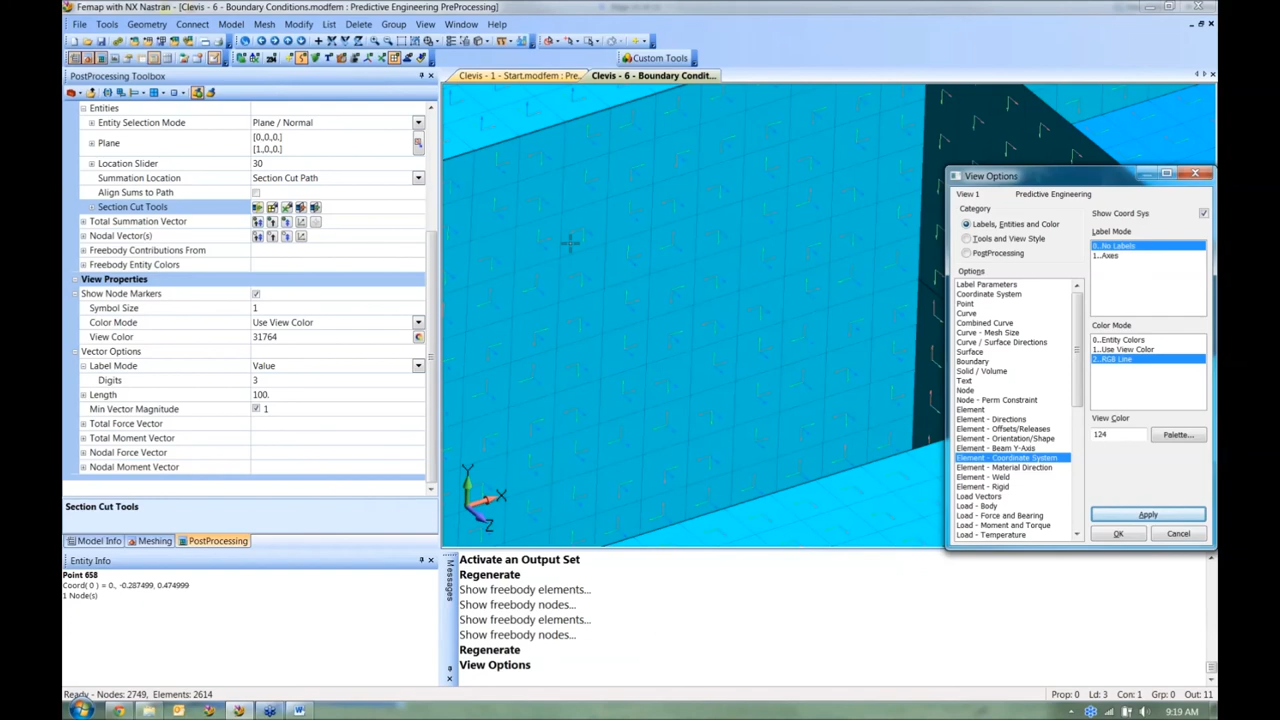 Femap with NX Nastran - [Clevis - 6 - Boundary Conditions.modfem : Predictive Engineering PreProcessing]
File Tools Geometry Connect Model Mesh Modify List Delete Group View Window Help
Custom Tools
PostProcessing Toolbox
Clevis - 1 - Start.modfem : Pre...
Clevis - 6 - Boundary Condit...
Entities
Entity Selection Mode Plane / Normal
Plane [0.,0.,0.]
[1.,0.,0.]
Location Slider 30
Summation Location Section Cut Path
Align Sums to Path
Section Cut Tools
Total Summation Vector
Nodal Vector(s)
Freebody Contributions From
Freebody Entity Colors
View Properties
Show Node Markers
Symbol Size 1
Color Mode Use View Color
View Color 31764
Vector Options
Label Mode Value
Digits 3
Length 100.
Min Vector Magnitude 1
Total Force Vector
Total Moment Vector
Nodal Force Vector
Nodal Moment Vector
Section Cut Tools
Model Info Meshing PostProcessing
Entity Info
Point 658
Coord( 0 ) = 0., -0.287499, 0.474999
1 Node(s)
Y
X
Z
View Options
View 1 Predictive Engineering
Category
Labels, Entities and Color
Tools and View Style
PostProcessing
Options
Label Parameters
Coordinate System
Point
Curve
Combined Curve
Curve - Mesh Size
Curve / Surface Directions
Surface
Boundary
Solid / Volume
Text
Node
Node - Perm Constraint
Element
Element - Directions
Element - Offsets/Releases
Element - Orientation/Shape
Element - Beam Y-Axis
Element - Coordinate System
Element - Material Direction
Element - Weld
Element - Rigid
Load Vectors
Load - Body
Load - Force and Bearing
Load - Moment and Torque
Load - Temperature
Show Coord Sys
Label Mode
0..No Labels
1..Axes
Color Mode
0..Entity Colors
1..Use View Color
2..RGB Line
View Color
124 Palette...
Apply
OK Cancel
Messages
Activate an Output Set
Regenerate
Show freebody elements...
Show freebody nodes...
Show freebody elements...
Show freebody nodes...
Regenerate
View Options
Ready - Nodes: 2749, Elements: 2614
Prop: 0 Ld: 3 Con: 1 Grp: 0 Out: 11
9:19 AM